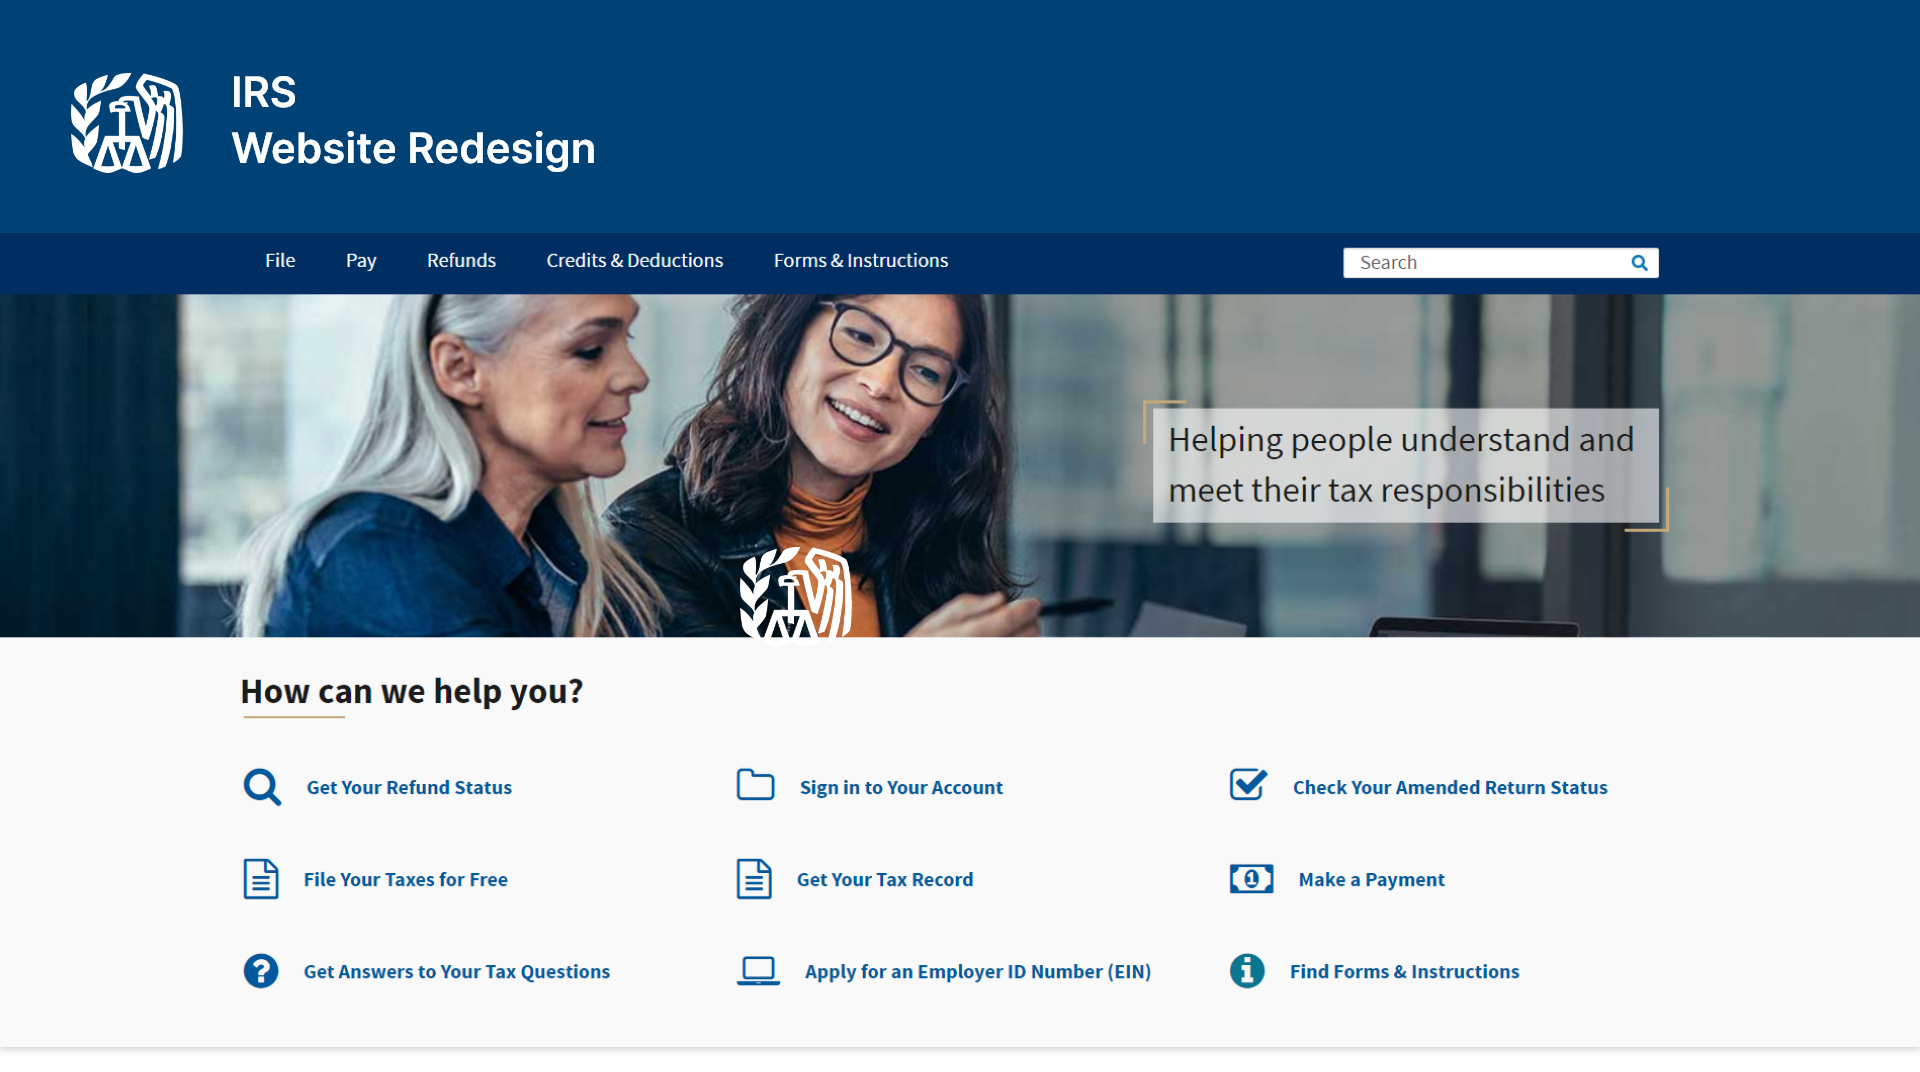 IRS
Website Redesign
File Pay Refunds Credits & Deductions Forms & Instructions Search
Helping people understand and
meet their tax responsibilities
How can we help you?
Get Your Refund Status Sign in to Your Account Check Your Amended Return Status
File Your Taxes for Free Get Your Tax Record Make a Payment
Get Answers to Your Tax Questions Apply for an Employer ID Number (EIN) Find Forms & Instructions